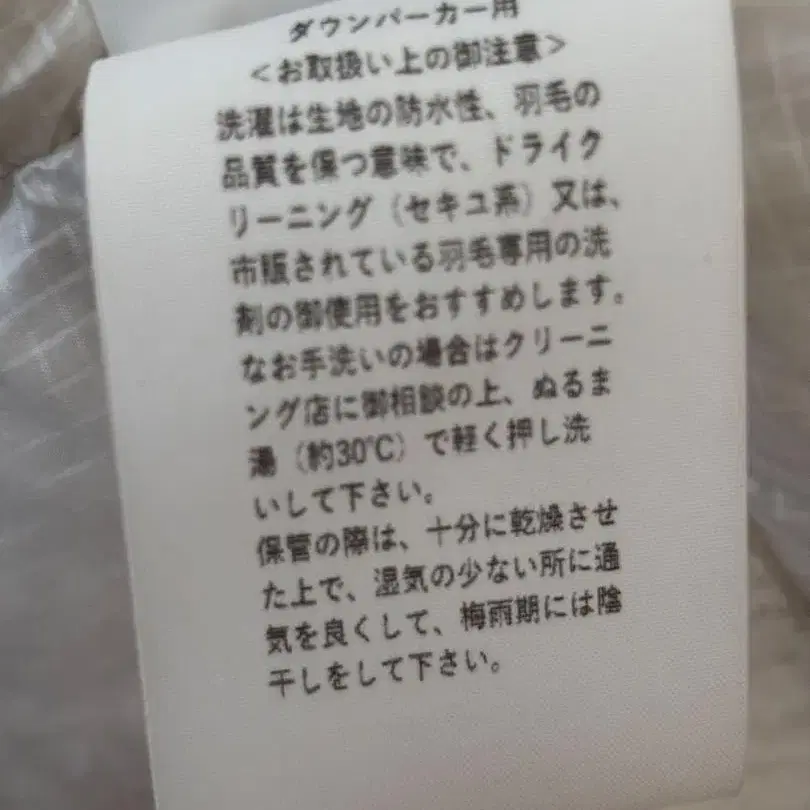 ダウンパーカー用
＜お取扱い上の御注意＞
洗濯は生地の防水性、羽毛の
品質を保つ意味で、ドライク
リーニング（セキユ系）又は、
市販されている羽毛専用の洗
剤の御使用をおすすめします。
なお手洗いの場合はクリーニ
ング店に御相談の上、ぬるま
湯（約30℃）で軽く押し洗
いして下さい。
保管の際は、十分に乾燥させ
た上で、湿気の少ない所に通
気を良くして、梅雨期には陰
干しをして下さい。